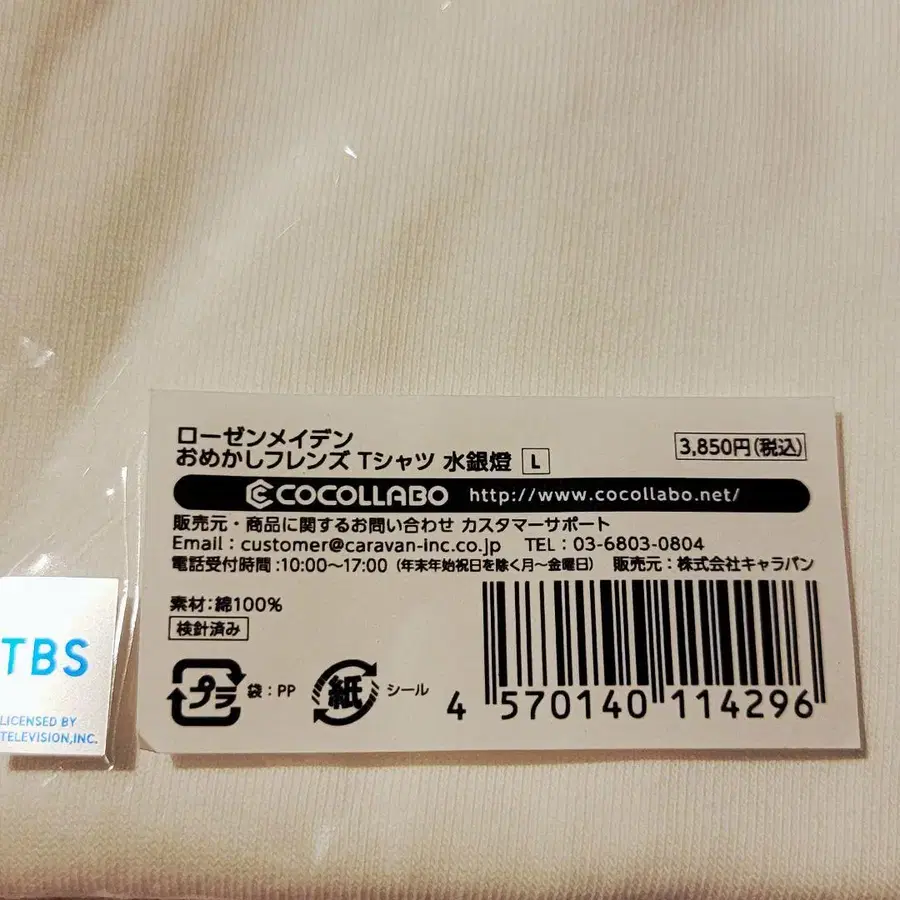 ローゼンメイデン
おめかしフレンズ Tシャツ 水銀燈 L
3,850円(税込)
COCOLLABO http://www.cocollabo.net/
販売元・商品に関するお問い合わせ カスタマーサポート
Email：customer@caravan-inc.co.jp TEL：03-6803-0804
電話受付時間：10:00～17:00（年末年始祝日を除く月～金曜日） 販売元：株式会社キャラバン
素材：綿100%
検針済み
プラ 袋：PP 紙 シール
4 570140 114296
TBS
LICENSED BY
TELEVISION,INC.